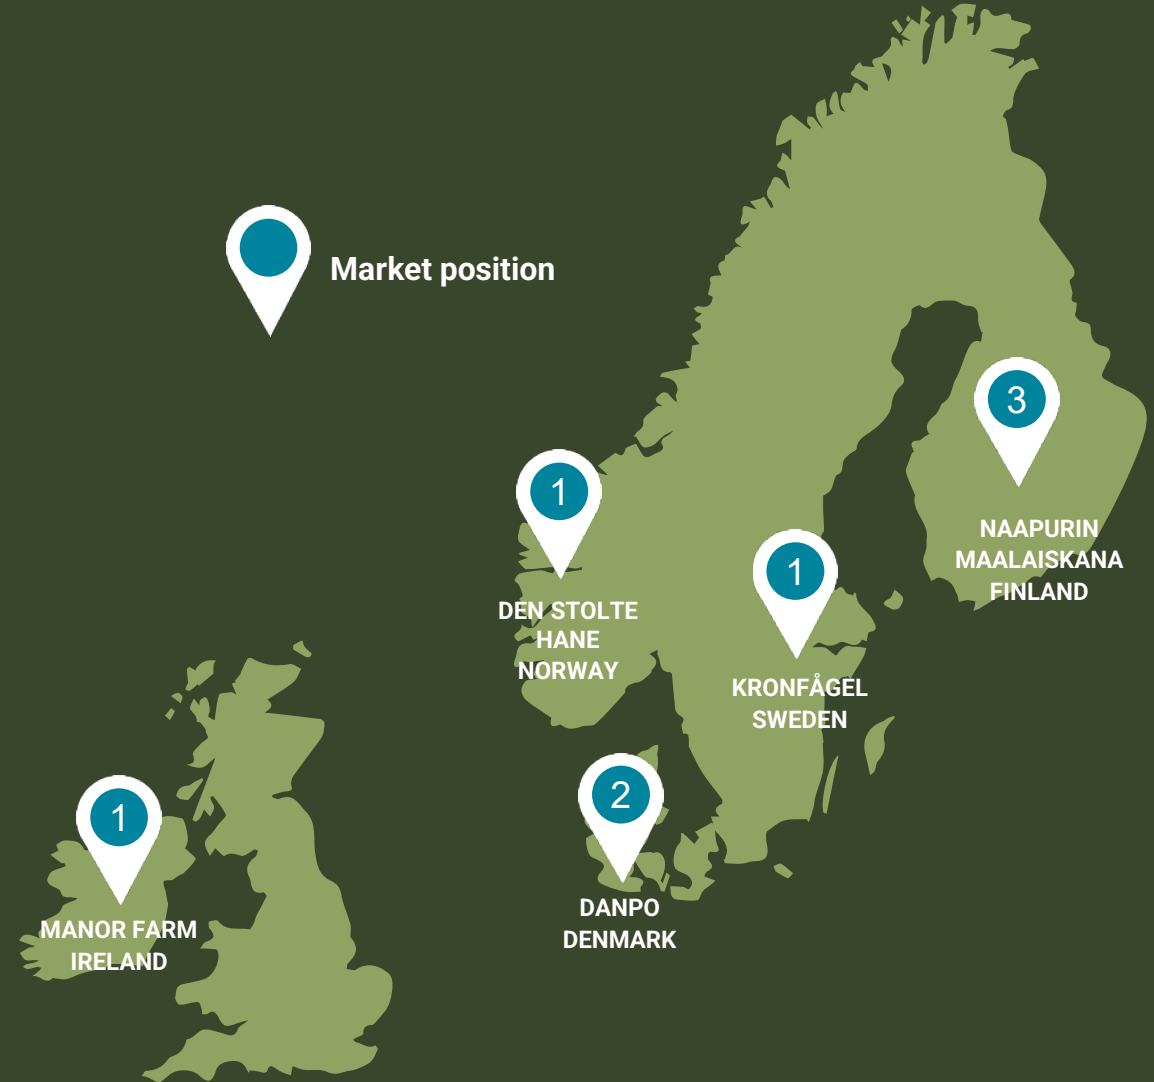 Market position
3
NAAPURIN
MAALAISKANA
FINLAND
1
DEN STOLTE
HANE
NORWAY
1
KRONFÅGEL
SWEDEN
2
DANPO
DENMARK
1
MANOR FARM
IRELAND